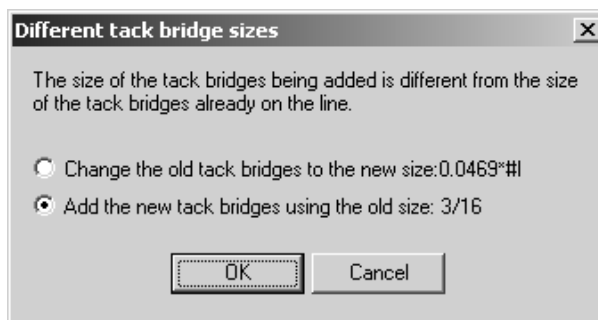 Different tack bridge sizes
The size of the tack bridges being added is different from the size
of the tack bridges already on the line.
Change the old tack bridges to the new size:0.0469*#I
Add the new tack bridges using the old size: 3/16
OK
Cancel